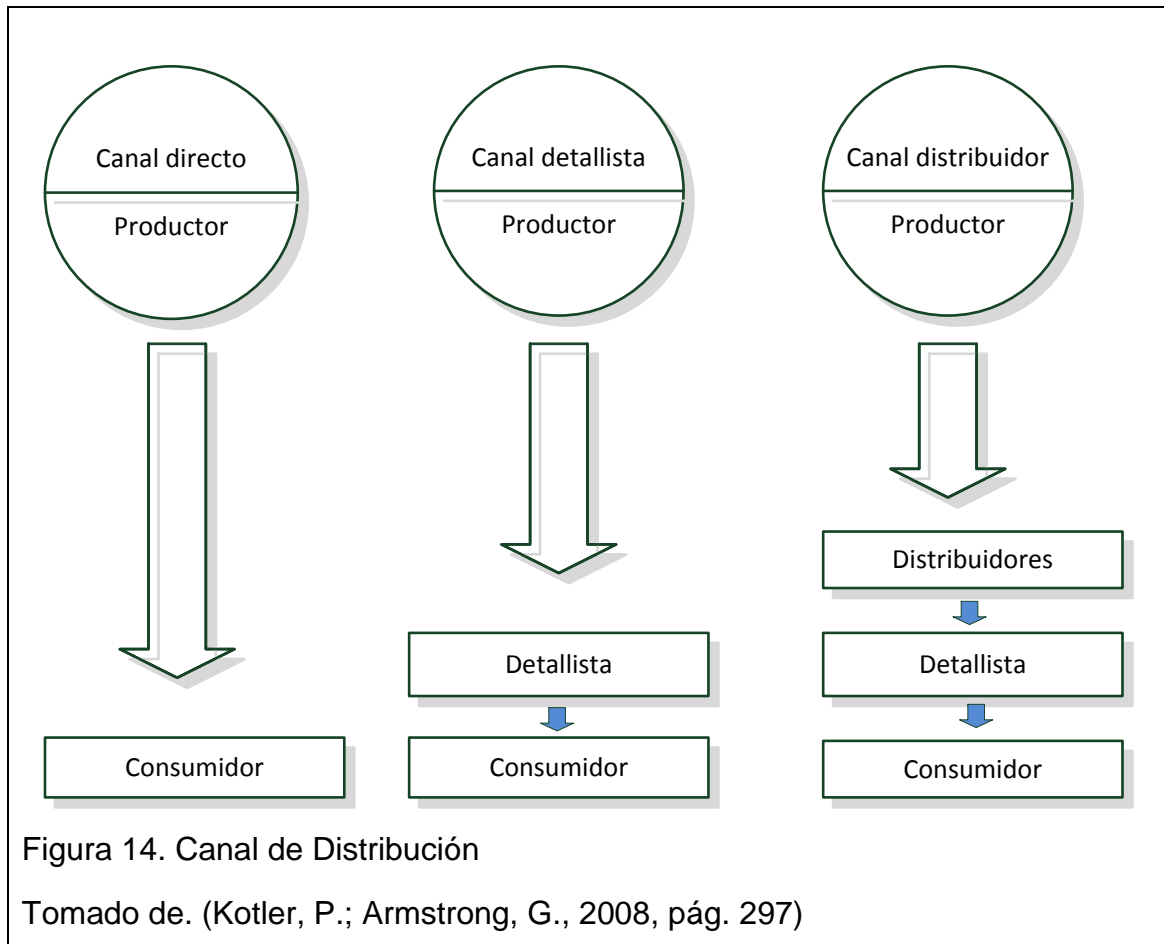 Canal directo
Productor
Consumidor
Canal detallista
Productor
Detallista
Consumidor
Canal distribuidor
Productor
Distribuidores
Detallista
Consumidor
Figura 14. Canal de Distribución
Tomado de. (Kotler, P.; Armstrong, G., 2008, pág. 297)